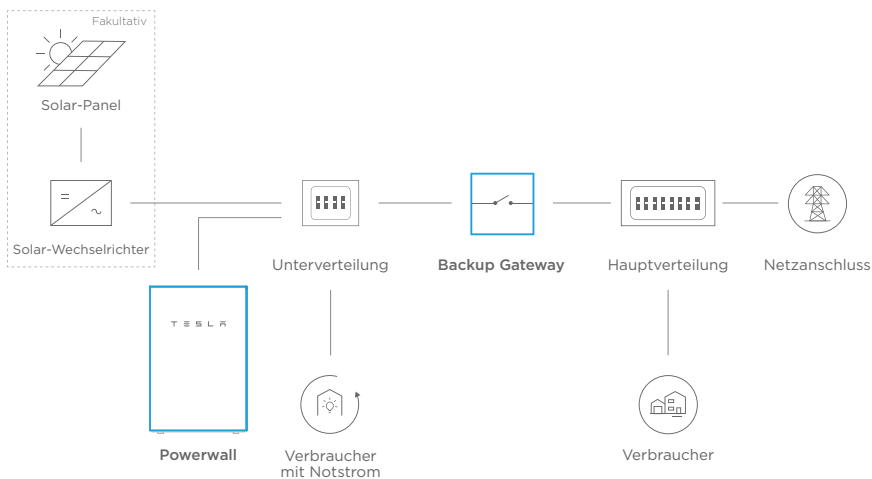 Fakultativ
Solar-Panel
Solar-Wechselrichter
Unterverteilung
Backup Gateway
Hauptverteilung
Netzanschluss
TESLA
Powerwall
Verbraucher
mit Notstrom
Verbraucher